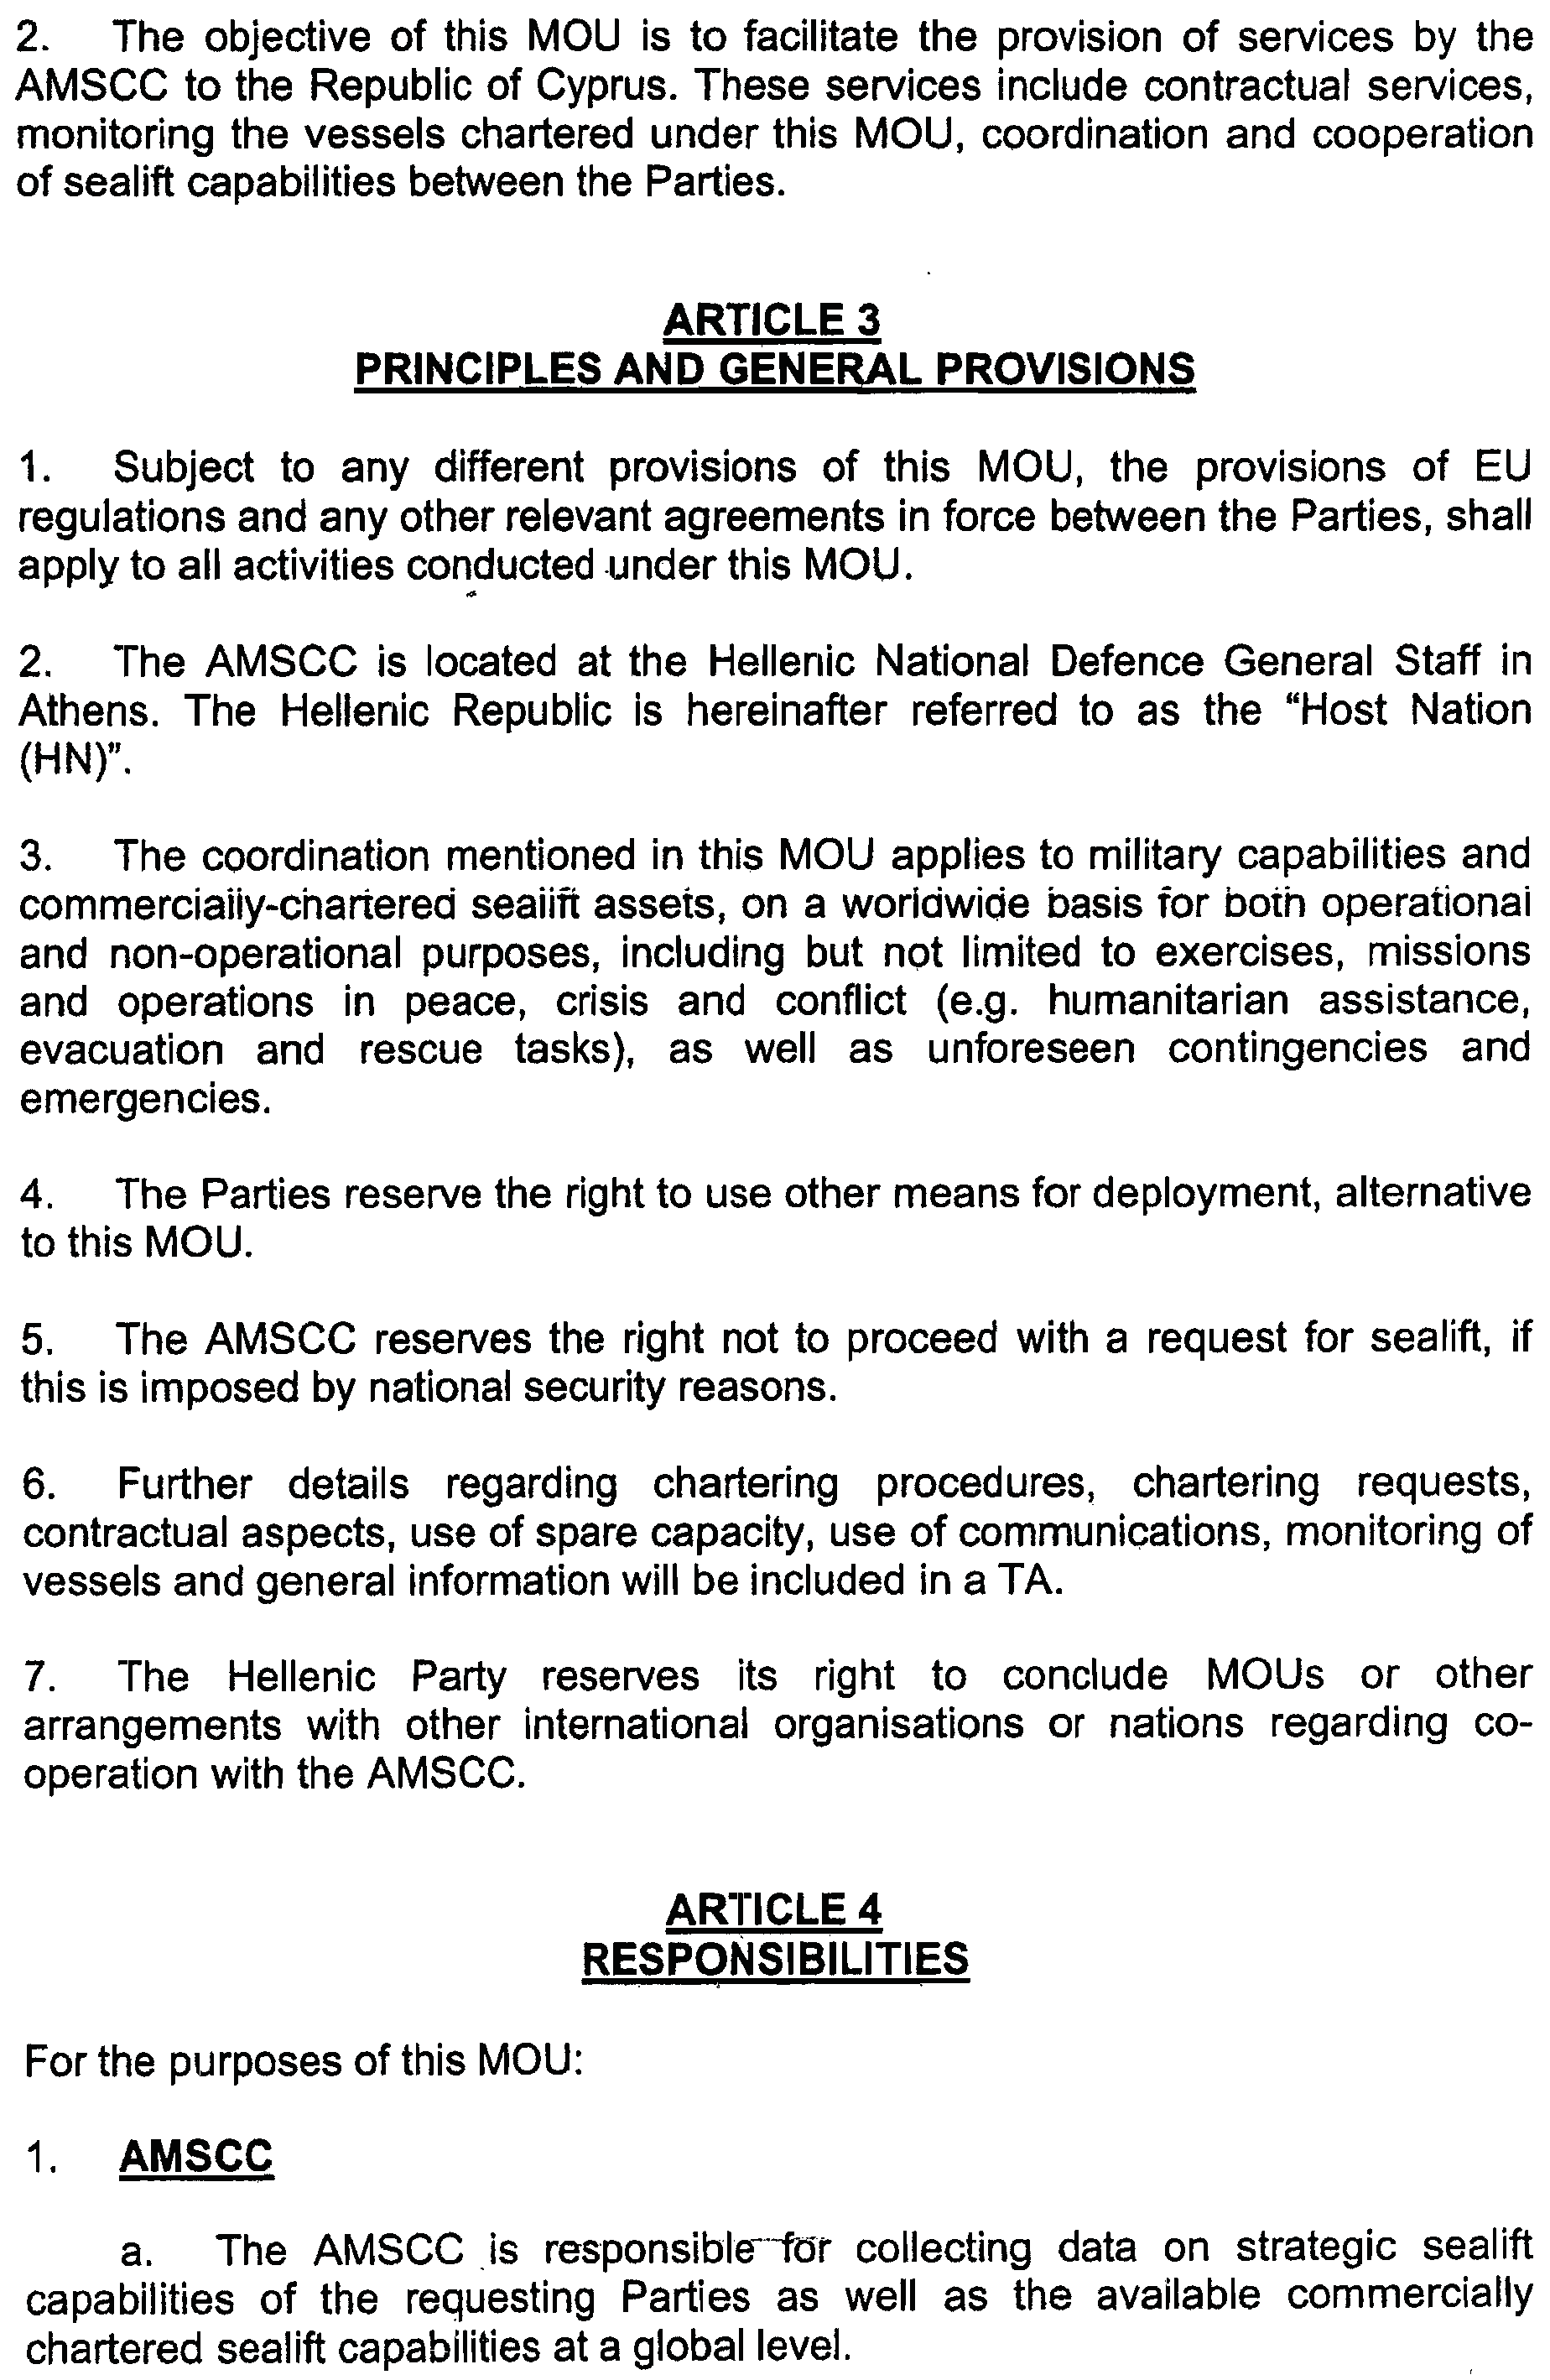 2. The objective of this MOU is to facilitate the provision of services by the
AMSCC to the Republic of Cyprus. These services include contractual services,
monitoring the vessels chartered under this MOU, coordination and cooperation
of sealift capabilities between the Parties.
ARTICLE 3
PRINCIPLES AND GENERAL PROVISIONS
1. Subject to any different provisions of this MOU, the provisions of EU
regulations and any other relevant agreements in force between the Parties, shall
apply to all activities conducted under this MOU.
2. The AMSCC is located at the Hellenic National Defence General Staff in
Athens. The Hellenic Republic is hereinafter referred to as the “Host Nation
(HN)”.
3. The coordination mentioned in this MOU applies to military capabilities and
commercially-chartered sealift assets, on a worldwide basis for both operational
and non-operational purposes, including but not limited to exercises, missions
and operations in peace, crisis and conflict (e.g. humanitarian assistance,
evacuation and rescue tasks), as well as unforeseen contingencies and
emergencies.
4. The Parties reserve the right to use other means for deployment, alternative
to this MOU.
5. The AMSCC reserves the right not to proceed with a request for sealift, if
this is imposed by national security reasons.
6. Further details regarding chartering procedures, chartering requests,
contractual aspects, use of spare capacity, use of communications, monitoring of
vessels and general information will be included in a TA.
7. The Hellenic Party reserves its right to conclude MOUs or other
arrangements with other international organisations or nations regarding co-
operation with the AMSCC.
ARTICLE 4
RESPONSIBILITIES
For the purposes of this MOU:
1. AMSCC
a. The AMSCC is responsible for collecting data on strategic sealift
capabilities of the requesting Parties as well as the available commercially
chartered sealift capabilities at a global level.